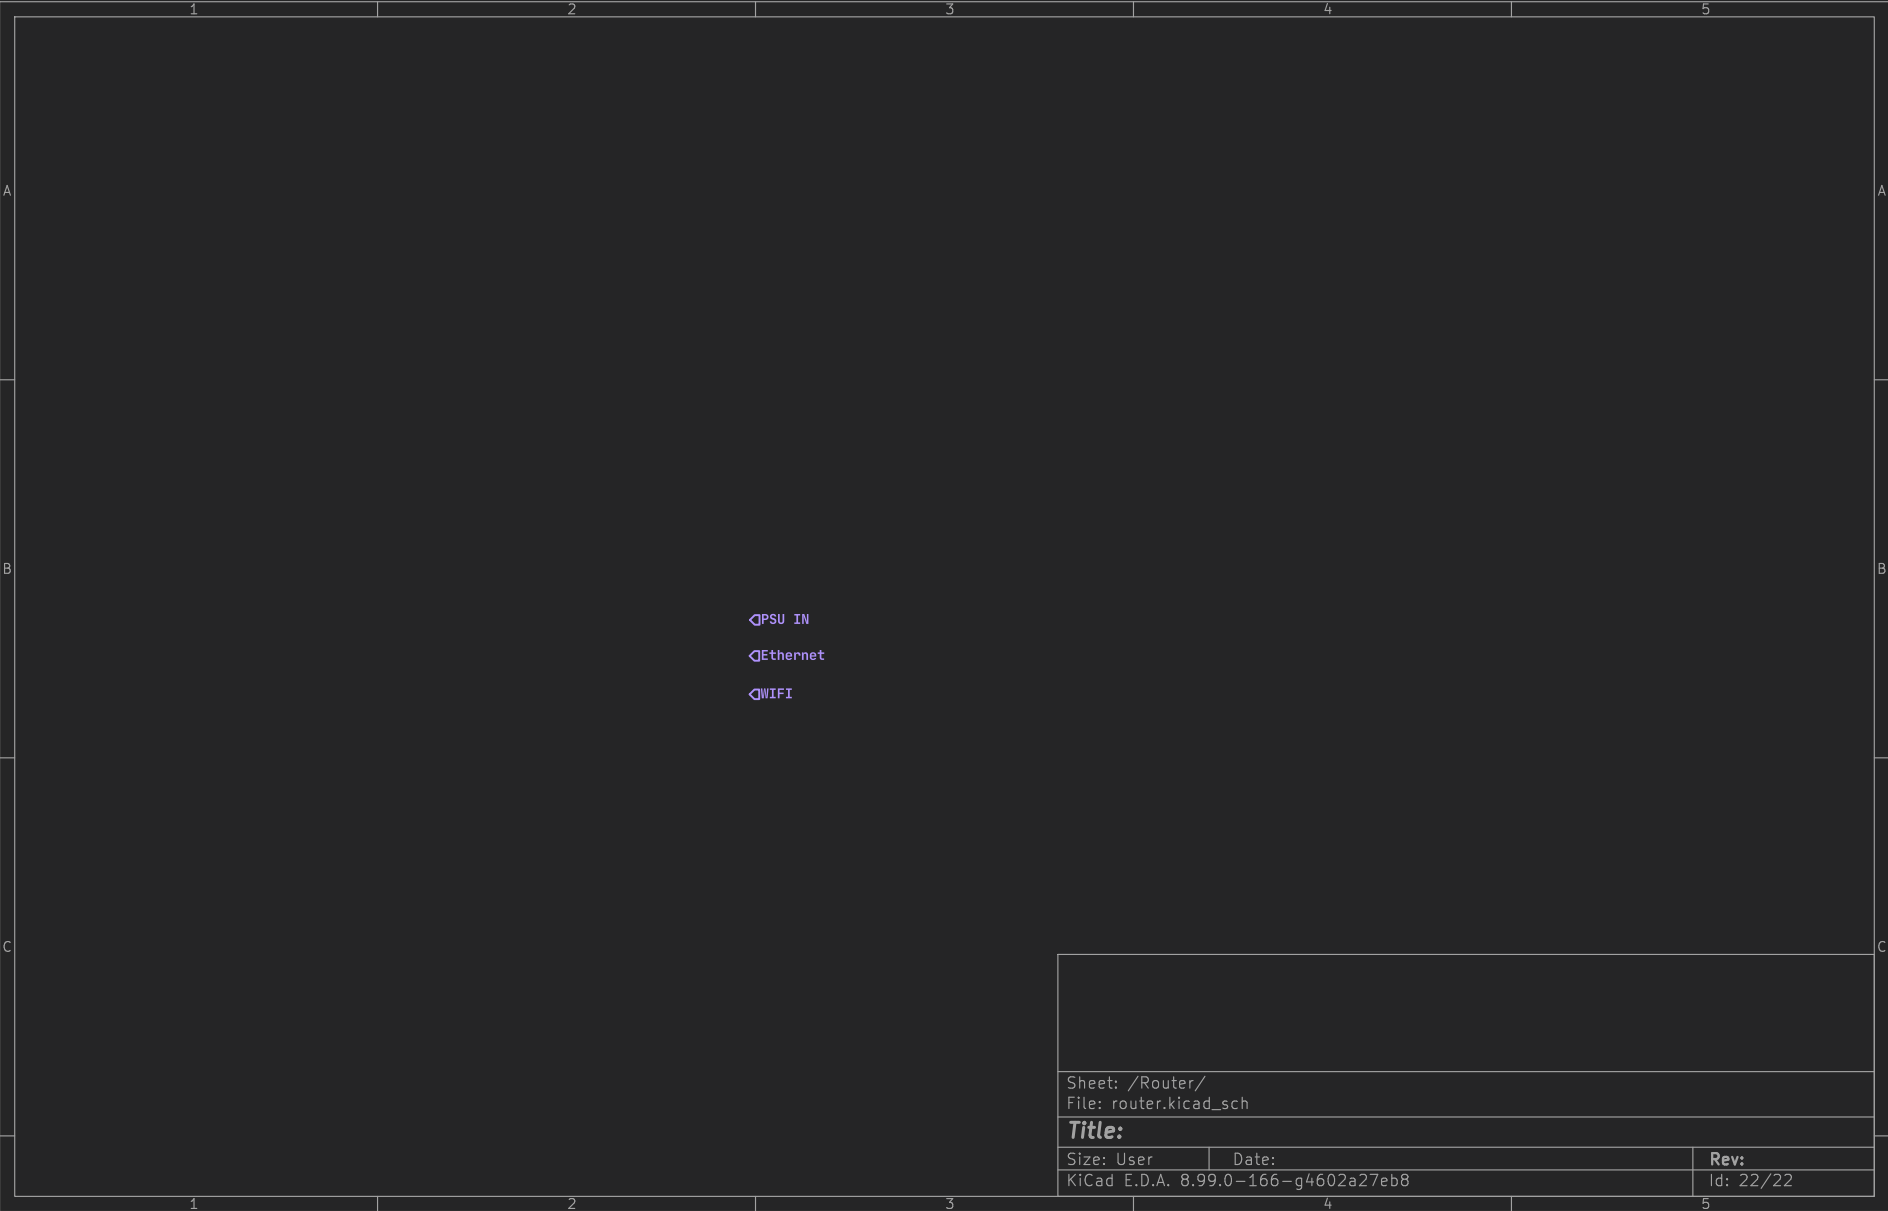 1 2 3 4 5
A A
B B
PSU IN
Ethernet
WIFI
C C
Sheet: /Router/
File: router.kicad_sch
Title:
Size: User Date: Rev:
KiCad E.D.A. 8.99.0-166-g4602a27eb8 Id: 22/22
1 2 3 4 5